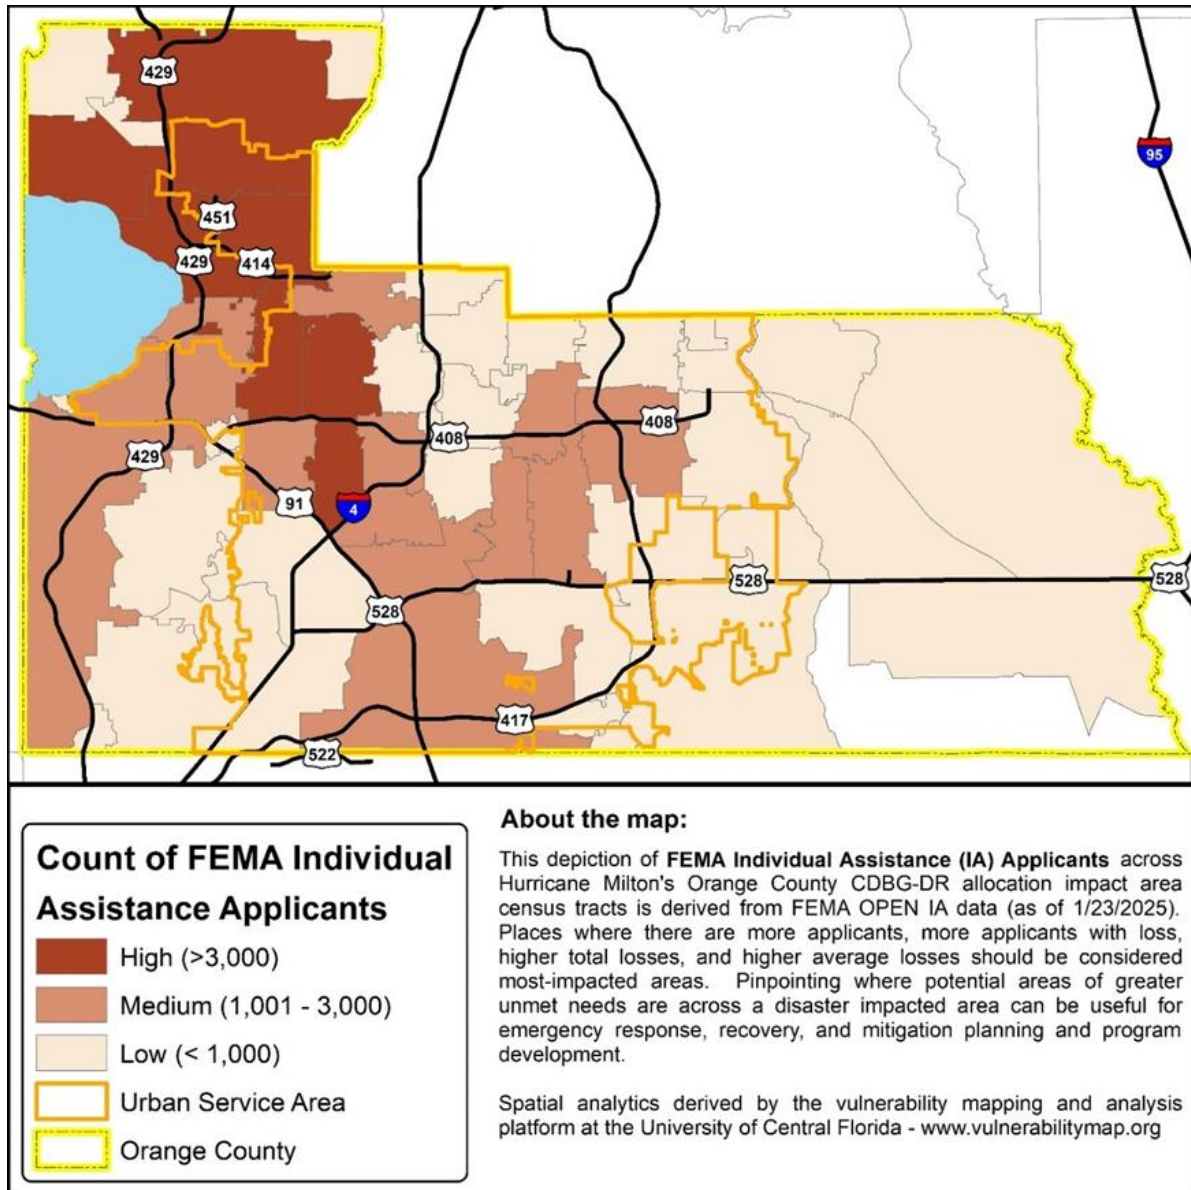 429
95
451
429
414
408
408
429
91
4
528
528
528
417
522
Count of FEMA Individual
Assistance Applicants
High (>3,000)
Medium (1,001 - 3,000)
Low (< 1,000)
Urban Service Area
Orange County
About the map:
This depiction of FEMA Individual Assistance (IA) Applicants across
Hurricane Milton's Orange County CDBG-DR allocation impact area
census tracts is derived from FEMA OPEN IA data (as of 1/23/2025).
Places where there are more applicants, more applicants with loss,
higher total losses, and higher average losses should be considered
most-impacted areas. Pinpointing where potential areas of greater
unmet needs are across a disaster impacted area can be useful for
emergency response, recovery, and mitigation planning and program
development.
Spatial analytics derived by the vulnerability mapping and analysis
platform at the University of Central Florida - www.vulnerabilitymap.org